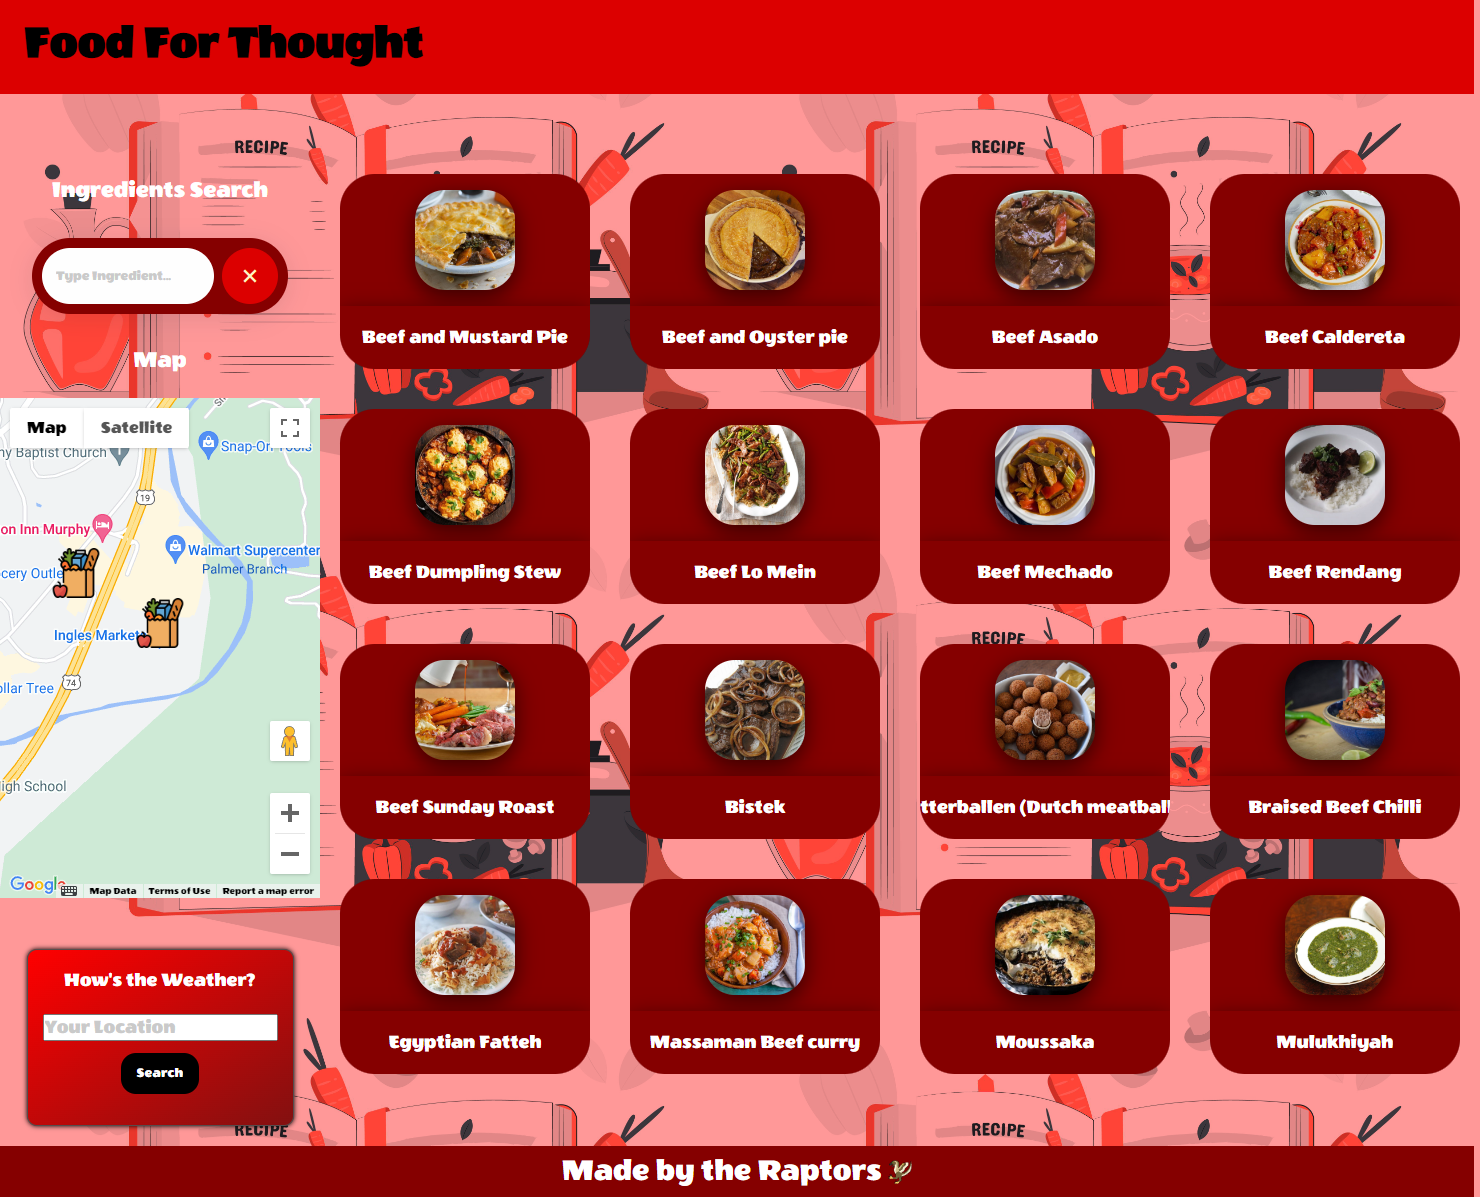 Food For Thought
RECIPE
RECIPE
Ingredients Search
Type Ingredient...
Map
Map
Satellite
Snap-On Tools
ny Baptist Church
19
on Inn Murphy
Walmart Supercenter
Palmer Branch
cery Outle
Ingles Market
ollar Tree
74
igh School
Google
Map Data
Terms of Use
Report a map error
How's the Weather?
Your Location
Search
Beef and Mustard Pie
Beef and Oyster pie
Beef Asado
Beef Caldereta
Beef Dumpling Stew
Beef Lo Mein
Beef Mechado
Beef Rendang
RECIPE
Beef Sunday Roast
Bistek
tterballen (Dutch meatball
Braised Beef Chilli
Egyptian Fatteh
Massaman Beef curry
Moussaka
Mulukhiyah
RECIPE
RECIPE
Made by the Raptors